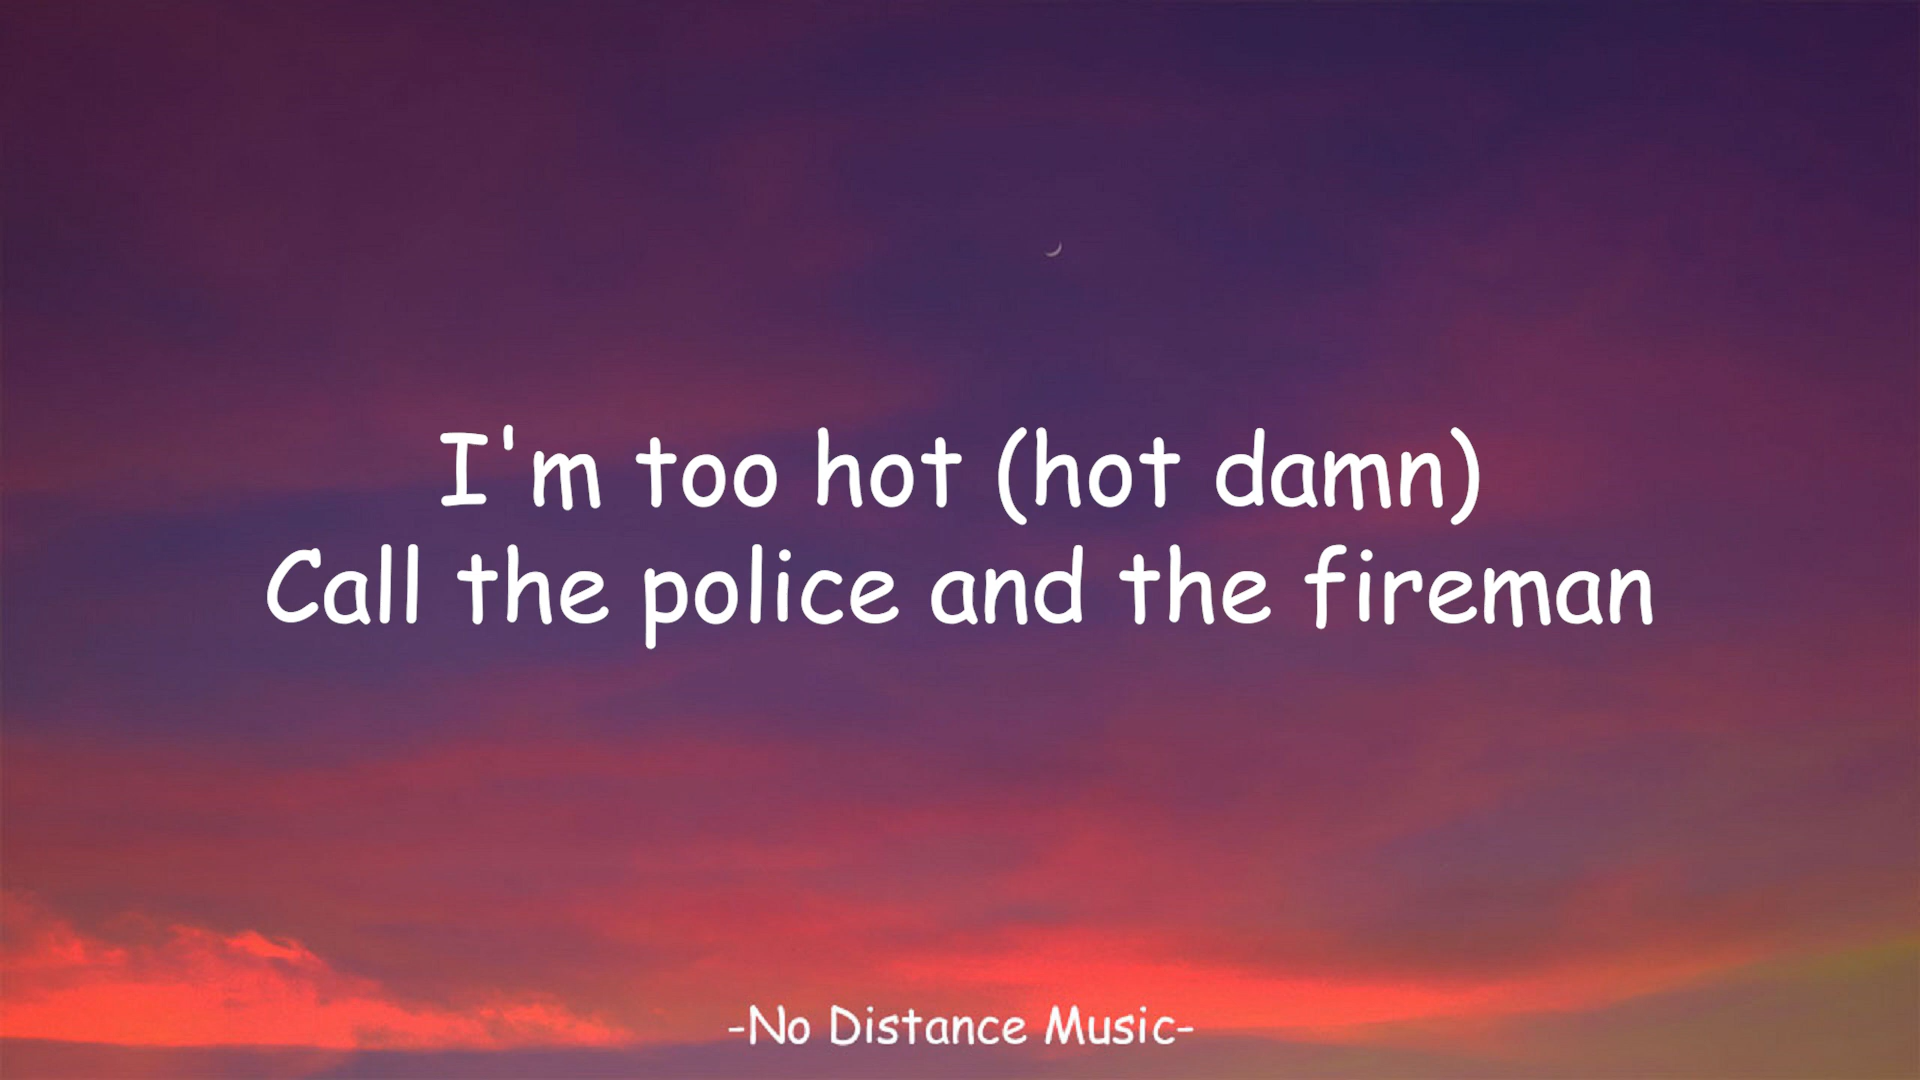 I'm too hot (hot damn)
Call the police and the fireman
-No Distance Music-